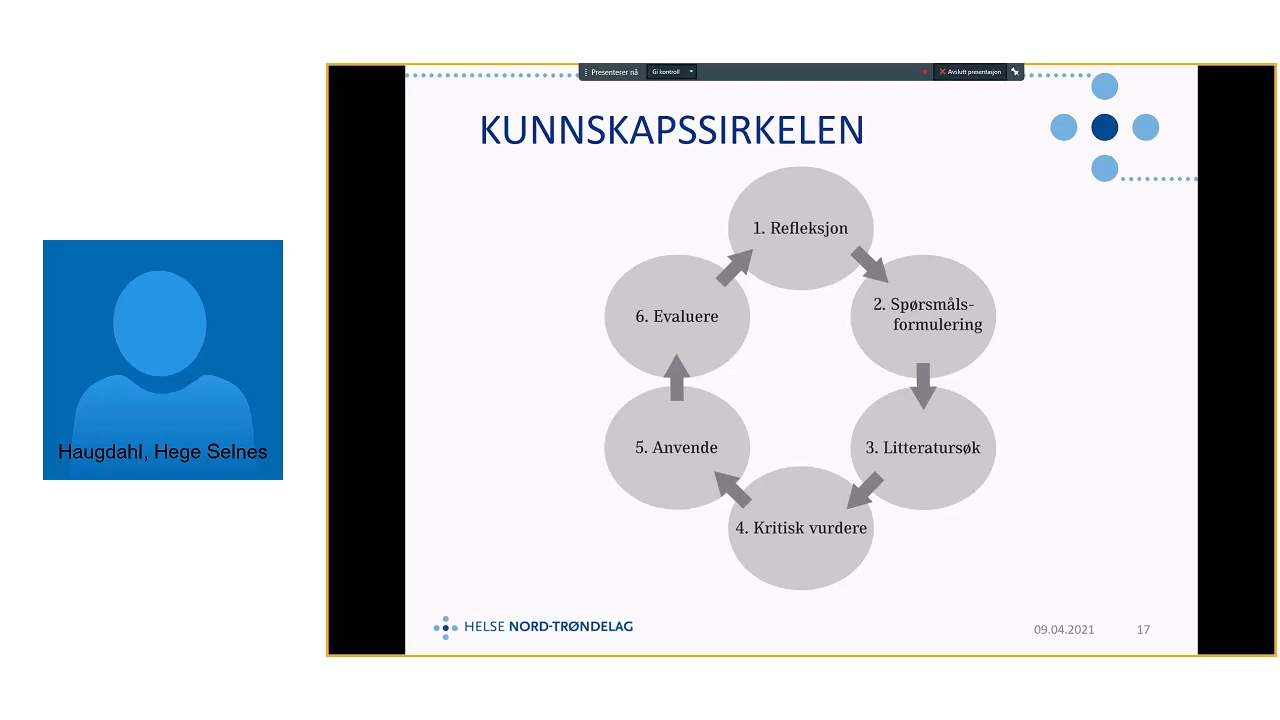 Presenterer nå
Gi kontroll
Avslutt presentasjon
KUNNSKAPSSIRKELEN
1. Refleksjon
2. Spørsmåls-
formulering
3. Litteratursøk
4. Kritisk vurdere
5. Anvende
6. Evaluere
Haugdahl, Hege Selnes
HELSE NORD-TRØNDELAG
09.04.2021
17